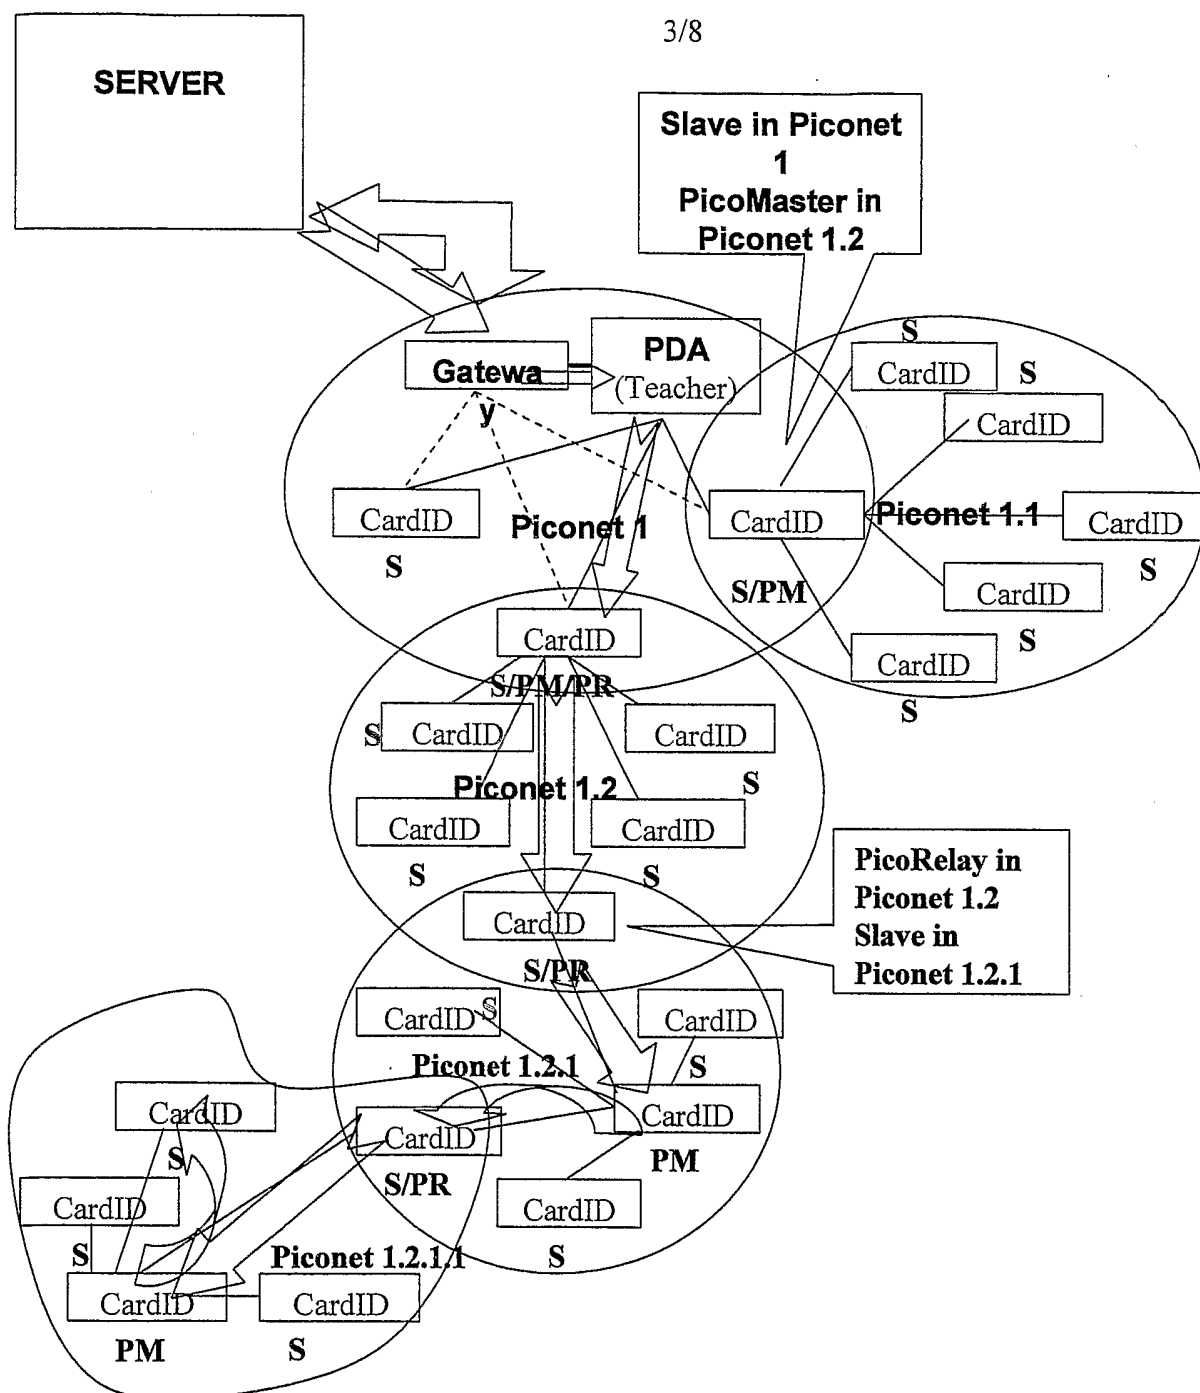 3/8
SERVER
Slave in Piconet
1
PicoMaster in
Piconet 1.2
S
Gatewa
y
PDA
(Teacher)
CardID
S
CardID
CardID
S
CardID
Piconet 1
Piconet 1.1
CardID
S
S/PM
CardID
S
CardID
S
CardID
S/PM/PR
S
CardID
CardID
S
Piconet 1.2
CardID
S
CardID
S
PicoRelay in
Piconet 1.2
Slave in
Piconet 1.2.1
CardID
S/PR
CardID
S
CardID
S
Piconet 1.2.1
CardID
S
CardID
S/PR
CardID
PM
CardID
S
CardID
S
Piconet 1.2.1.1
CardID
PM
CardID
S